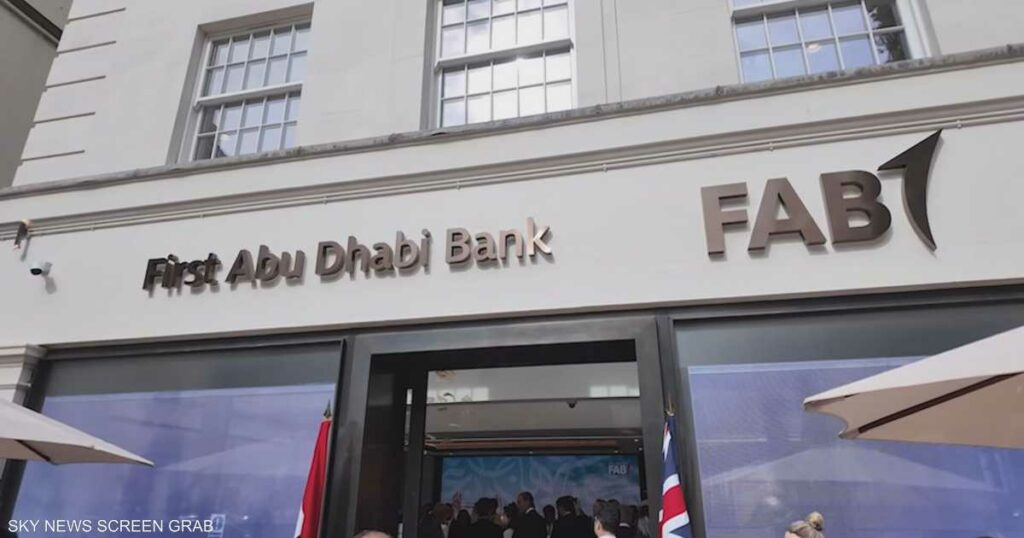 First Abu Dhabi Bank
FAB
FAB
SKY NEWS SCREEN GRAB